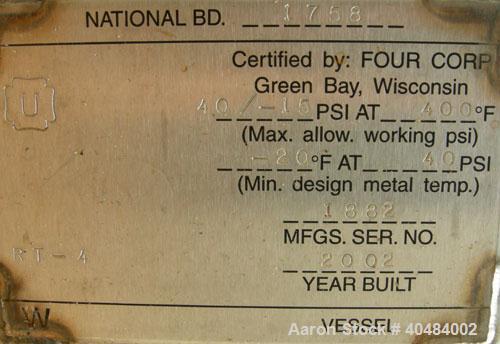 NATIONAL BD. 1758
Certified by: FOUR CORP
Green Bay, Wisconsin
U
40/-15 PSI AT 400°F
(Max. allow. working psi)
-20°F AT 40 PSI
(Min. design metal temp.)
1882
MFGS. SER. NO.
RT-4
2002
YEAR BUILT
W
VESSEL
Aaron Stock # 40484002